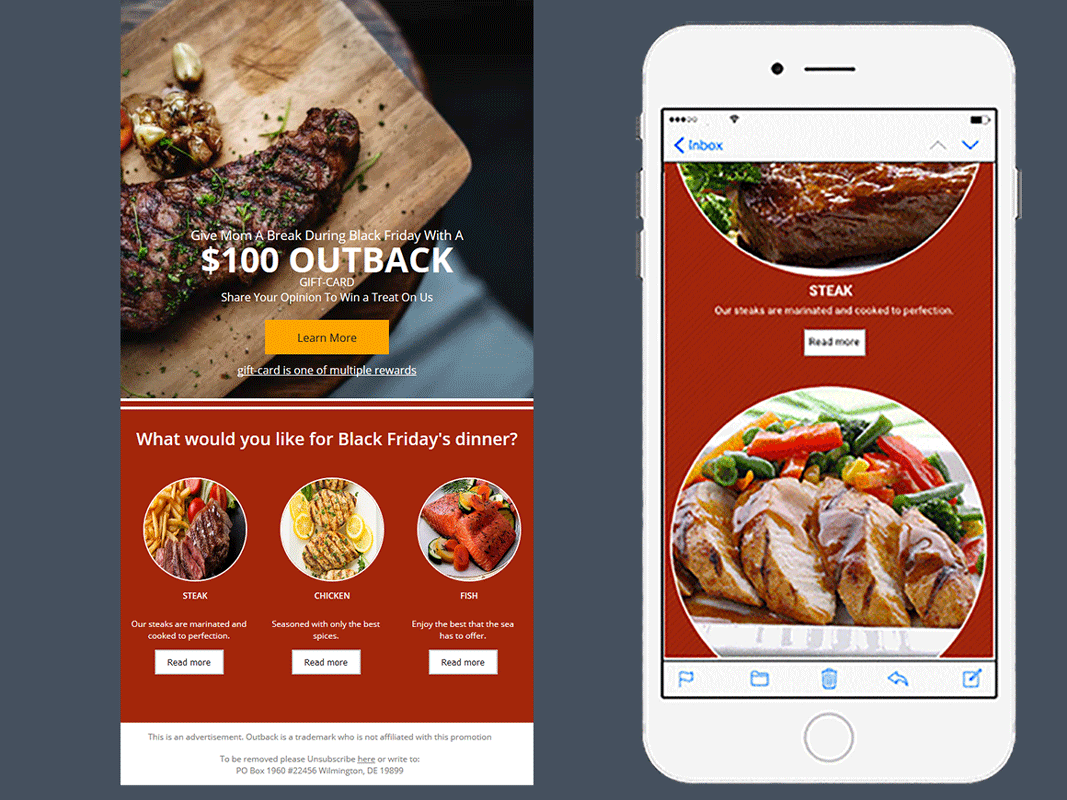 Give Mom A Break During Black Friday With A
$100 OUTBACK
GIFT-CARD
Share Your Opinion To Win a Treat On Us
Learn More
gift-card is one of multiple rewards
What would you like for Black Friday's dinner?
STEAK
Our steaks are marinated and
cooked to perfection.
Read more
CHICKEN
Seasoned with only the best
spices.
Read more
FISH
Enjoy the best that the sea
has to offer.
Read more
This is an advertisement. Outback is a trademark who is not affiliated with this promotion
To be removed please Unsubscribe here or write to:
PO Box 1960 #22456 Wilmington, DE 19899
Inbox
STEAK
Our steaks are marinated and cooked to perfection.
Read more